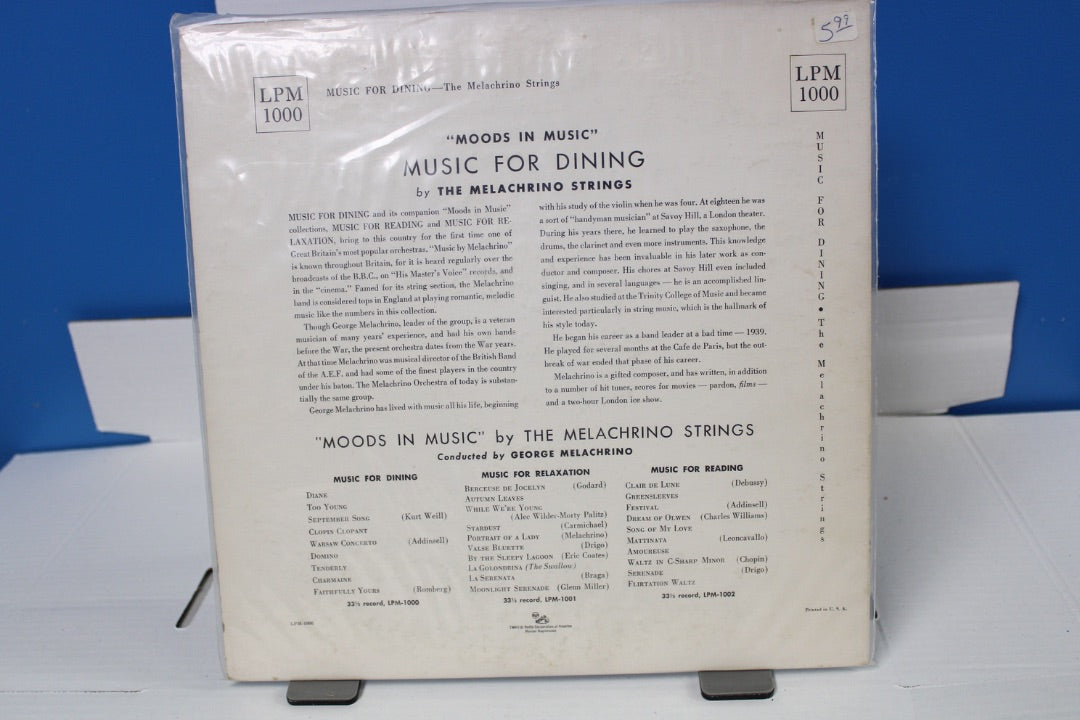 5.99
LPM
1000
MUSIC FOR DINING—The Melachrino Strings
LPM
1000
"MOODS IN MUSIC"
MUSIC FOR DINING
by THE MELACHRINO STRINGS
MUSIC FOR DINING and its companion "Moods in Music"
collections, MUSIC FOR READING and MUSIC FOR RE-
LAXATION, bring to this country for the first time one of
Great Britain's most popular orchestras. "Music by Melachrino"
is known throughout Britain, for it is heard regularly over the
broadcasts of the B.B.C., on "His Master's Voice" records, and
in the "cinema." Famed for its string section, the Melachrino
band is considered tops in England at playing romantic, melodic
music like the numbers in this collection.
Though George Melachrino, leader of the group, is a veteran
musician of many years' experience, and had his own bands
before the War, the present orchestra dates from the War years.
At that time Melachrino was musical director of the British Band
of the A.E.F. and had some of the finest players in the country
under his baton. The Melachrino Orchestra of today is substan-
tially the same group.
George Melachrino has lived with music all his life, beginning
with his study of the violin when he was four. At eighteen he was
a sort of "handyman musician" at Savoy Hill, a London theater.
During his years there, he learned to play the saxophone, the
drums, the clarinet and even more instruments. This knowledge
and experience has been invaluable in his later work as con-
ductor and composer. His chores at Savoy Hill even included
singing, and in several languages — he is an accomplished lin-
guist. He also studied at the Trinity College of Music and became
interested particularly in string music, which is the hallmark of
his style today.
He began his career as a band leader at a bad time — 1939.
He played for several months at the Cafe de Paris, but the out-
break of war ended that phase of his career.
Melachrino is a gifted composer, and has written, in addition
to a number of hit tunes, scores for movies — pardon, films —
and a two-hour London ice show.
"MOODS IN MUSIC" by THE MELACHRINO STRINGS
Conducted by GEORGE MELACHRINO
MUSIC FOR DINING
DIANE
TOO YOUNG
SEPTEMBER SONG (Kurt Weill)
CLOPIN CLOPANT
WARSAW CONCERTO (Addinsell)
DOMINO
TENDERLY
CHARMAINE
FAITHFULLY YOURS (Romberg)
33⅓ record, LPM-1000
MUSIC FOR RELAXATION
BERCEUSE DE JOCELYN (Godard)
AUTUMN LEAVES
WHILE WE'RE YOUNG
(Alec Wilder-Morty Palitz)
STARDUST (Carmichael)
PORTRAIT OF A LADY (Melachrino)
VALSE BLUETTE (Drigo)
BY THE SLEEPY LAGOON (Eric Coates)
LA GOLONDRINA (The Swallow)
LA SERENATA (Braga)
MOONLIGHT SERENADE (Glenn Miller)
33⅓ record, LPM-1001
MUSIC FOR READING
CLAIR DE LUNE (Debussy)
GREENSLEEVES
FESTIVAL (Addinsell)
DREAM OF OLWEN (Charles Williams)
SONG OF MY LOVE
MATTINATA (Leoncavallo)
AMOUREUSE
WALTZ IN C-SHARP MINOR (Chopin)
SERENADE (Drigo)
FLIRTATION WALTZ
33⅓ record, LPM-1002
MUSIC FOR DINING • The Melachrino Strings
LPM-1000
Printed in U. S. A.